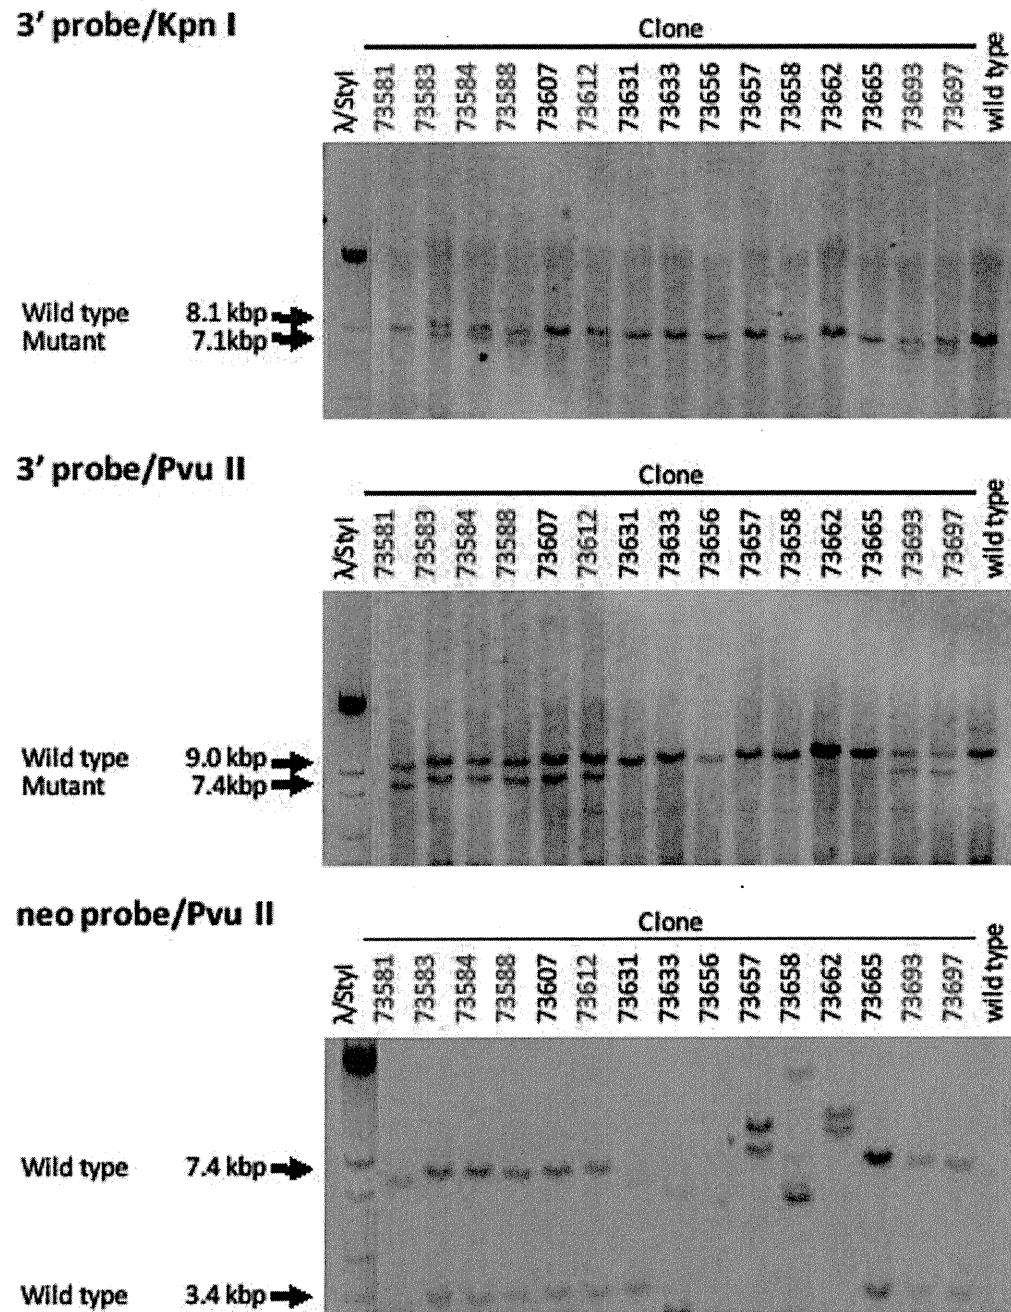 3’ probe/Kpn I
Clone
λ/StyI 73581 73583 73584 73588 73607 73612 73631 73633 73656 73657 73658 73662 73665 73693 73697 wild type
Wild type 8.1 kbp
Mutant 7.1kbp
3’ probe/Pvu II
Clone
λ/StyI 73581 73583 73584 73588 73607 73612 73631 73633 73656 73657 73658 73662 73665 73693 73697 wild type
Wild type 9.0 kbp
Mutant 7.4kbp
neo probe/Pvu II
Clone
λ/StyI 73581 73583 73584 73588 73607 73612 73631 73633 73656 73657 73658 73662 73665 73693 73697 wild type
Wild type 7.4 kbp
Wild type 3.4 kbp